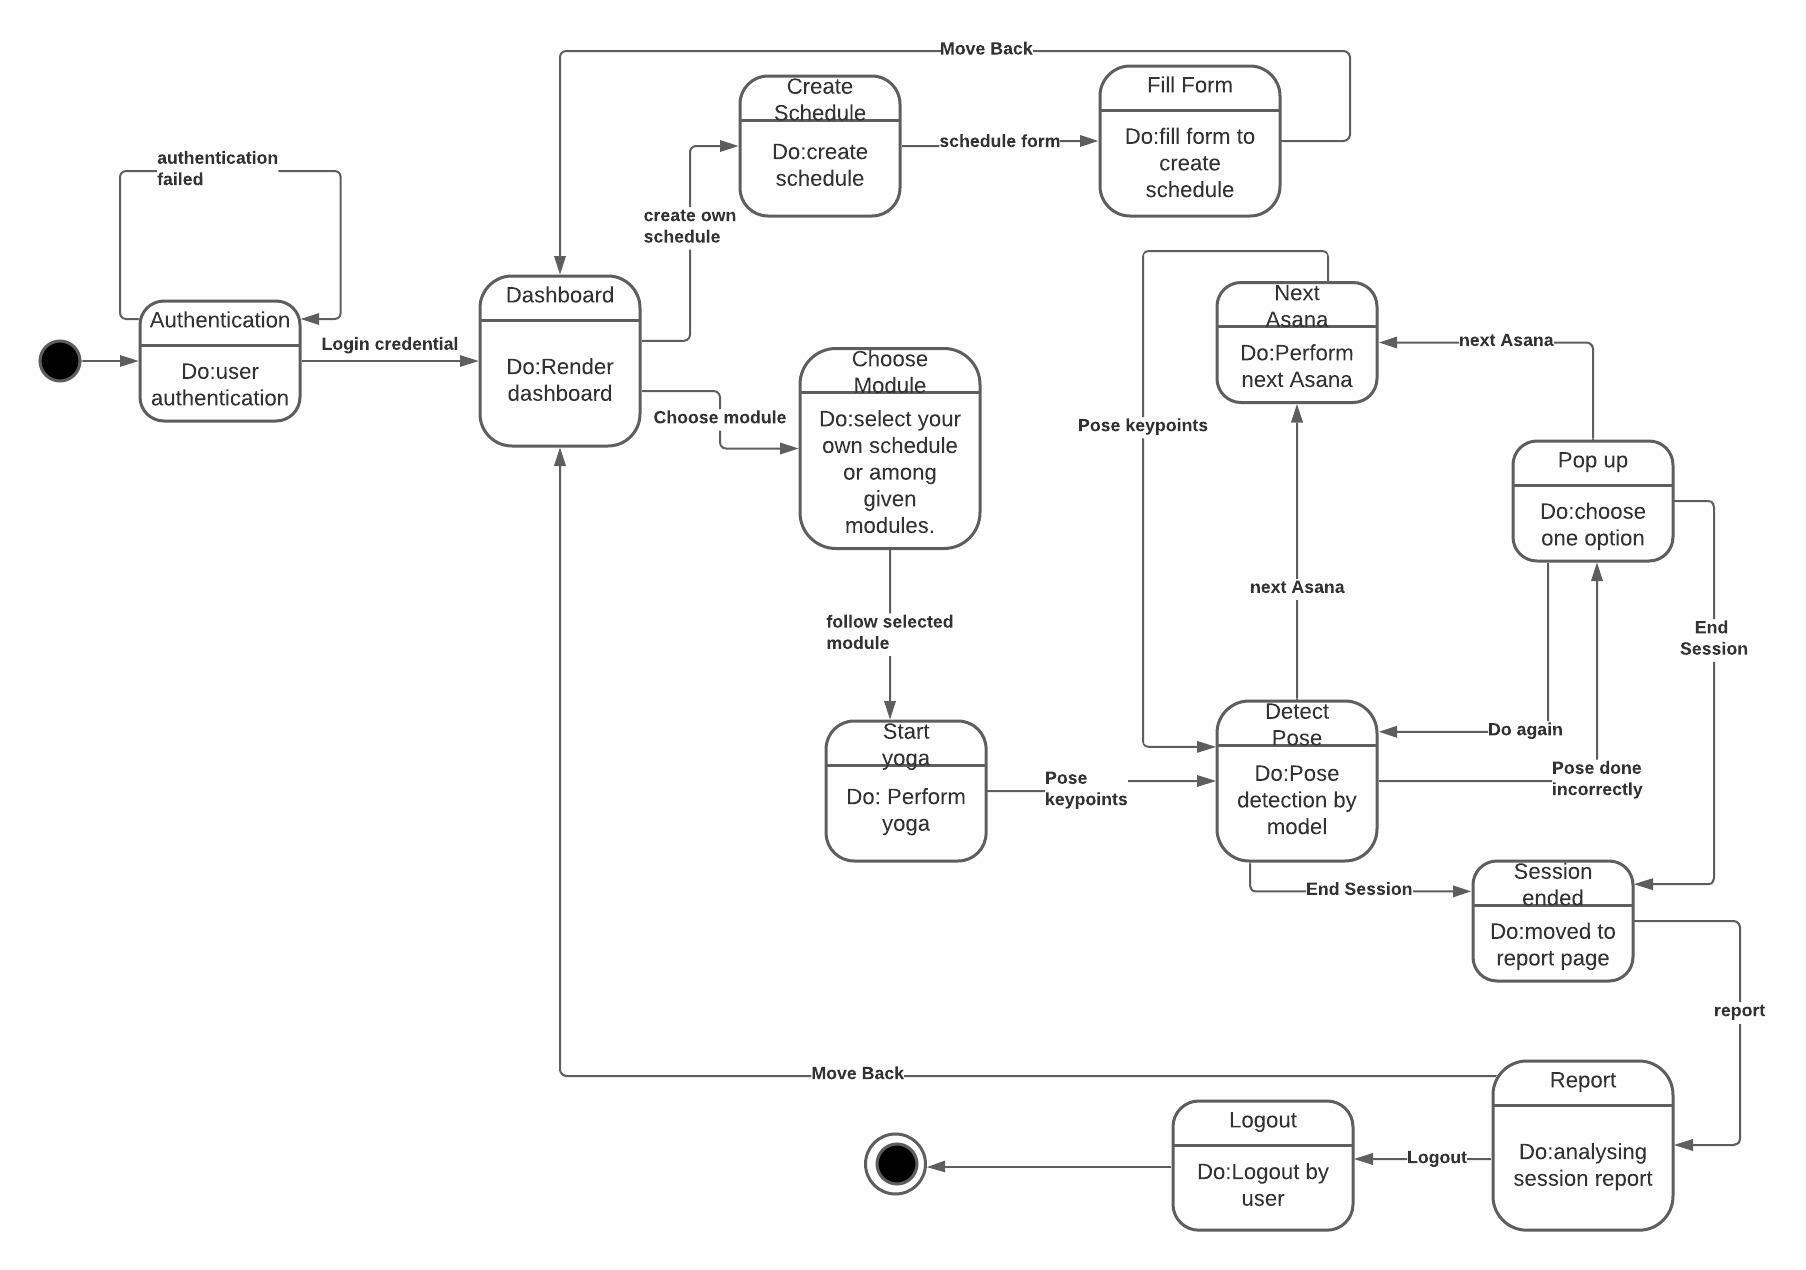 Move Back
Create
Schedule
Do:create
schedule
schedule form
Fill Form
Do:fill form to
create
schedule
authentication
failed
create own
schedule
Authentication
Do:user
authentication
Login credential
Dashboard
Do:Render
dashboard
Choose module
Choose
Module
Do:select your
own schedule
or among
given
modules.
Next
Asana
Do:Perform
next Asana
next Asana
Pose keypoints
Pop up
Do:choose
one option
next Asana
End
Session
follow selected
module
Start
yoga
Do: Perform
yoga
Pose
keypoints
Detect
Pose
Do:Pose
detection by
model
Do again
Pose done
incorrectly
End Session
Session
ended
Do:moved to
report page
report
Move Back
Report
Do:analysing
session report
Logout
Logout
Do:Logout by
user